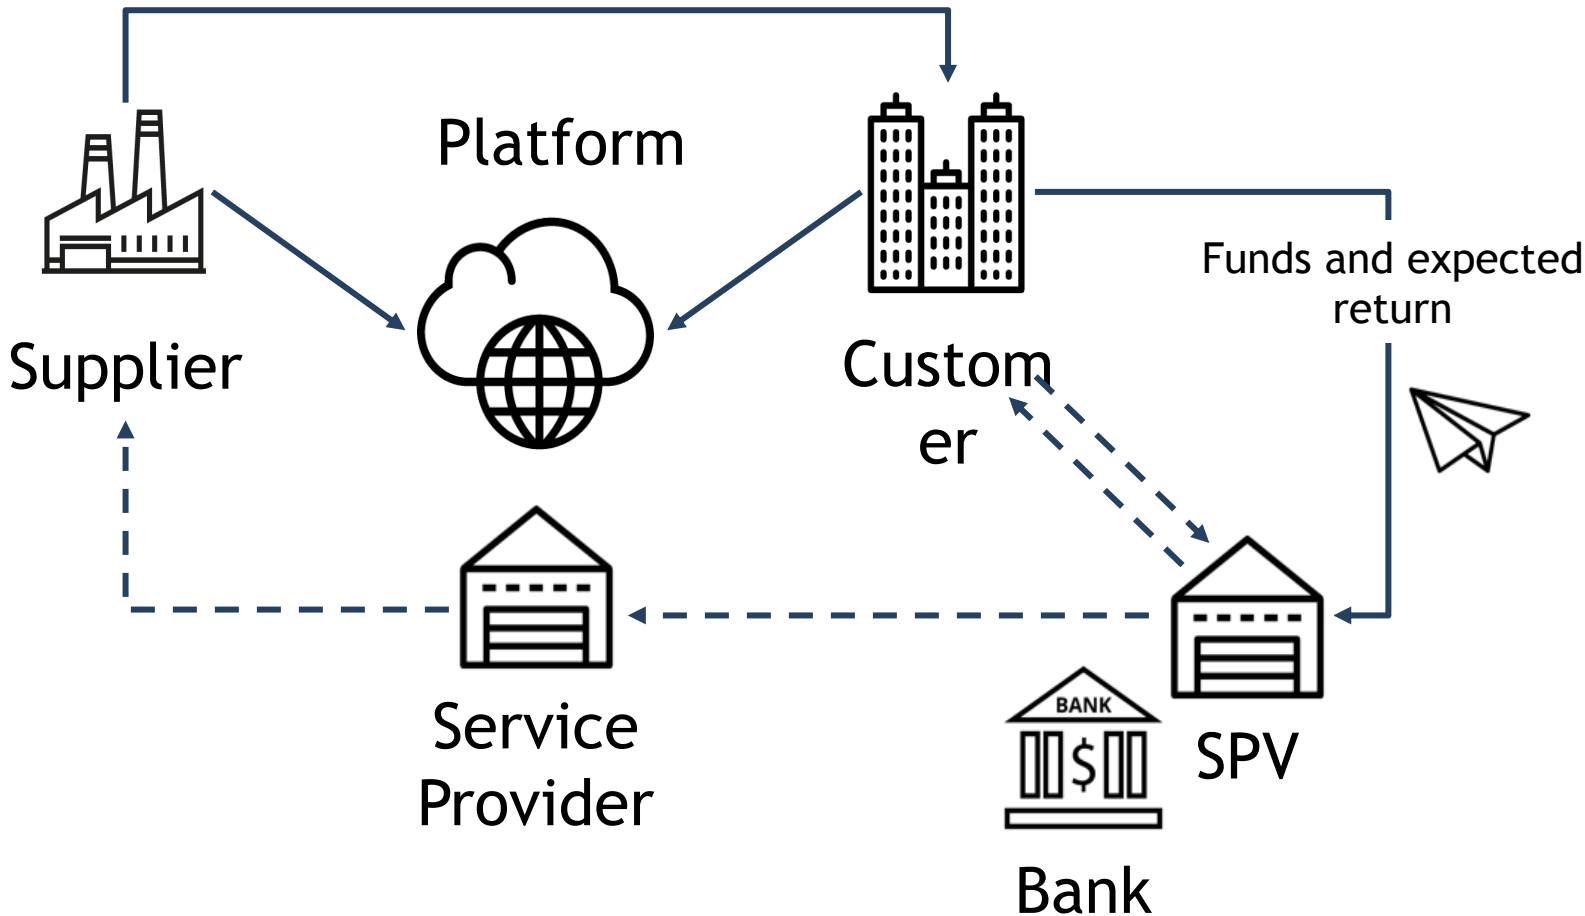 Platform
Funds and expected
return
Supplier
Custom
er
BANK
$
Service
Provider
SPV
Bank